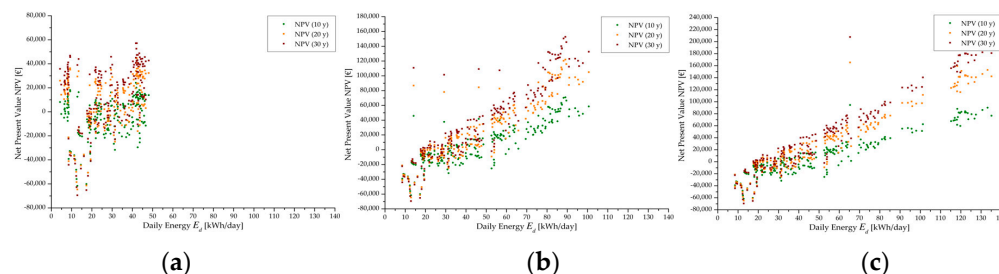 80,000
60,000
40,000
20,000
0
-20,000
-40,000
60,000
80,000
0 10 20 30 40 50 60 70 80 90 100 110 120 130 140
Net Present Value NPV [€]
Daily Energy E_d [kWh/day]
NPV (10 y)
NPV (20 y)
NPV (30 y)
(a)
180,000
160,000
140,000
120,000
100,000
80,000
60,000
40,000
20,000
0
-20,000
-40,000
-60,000
-80,000
0 10 20 30 40 50 60 70 80 90 100 110 120 130 140
Net Present Value NPV [€]
Daily Energy E_d [kWh/day]
NPV (10 y)
NPV (20 y)
NPV (30 y)
(b)
240,000
220,000
200,000
180,000
160,000
140,000
120,000
100,000
80,000
60,000
40,000
20,000
0
-20,000
-40,000
-60,000
-80,000
0 10 20 30 40 50 60 70 80 90 100 110 120 130
Net Present Value NPV [€]
Daily Energy E_d [kWh/day]
NPV (10 y)
NPV (20 y)
NPV (30 y)
(c)